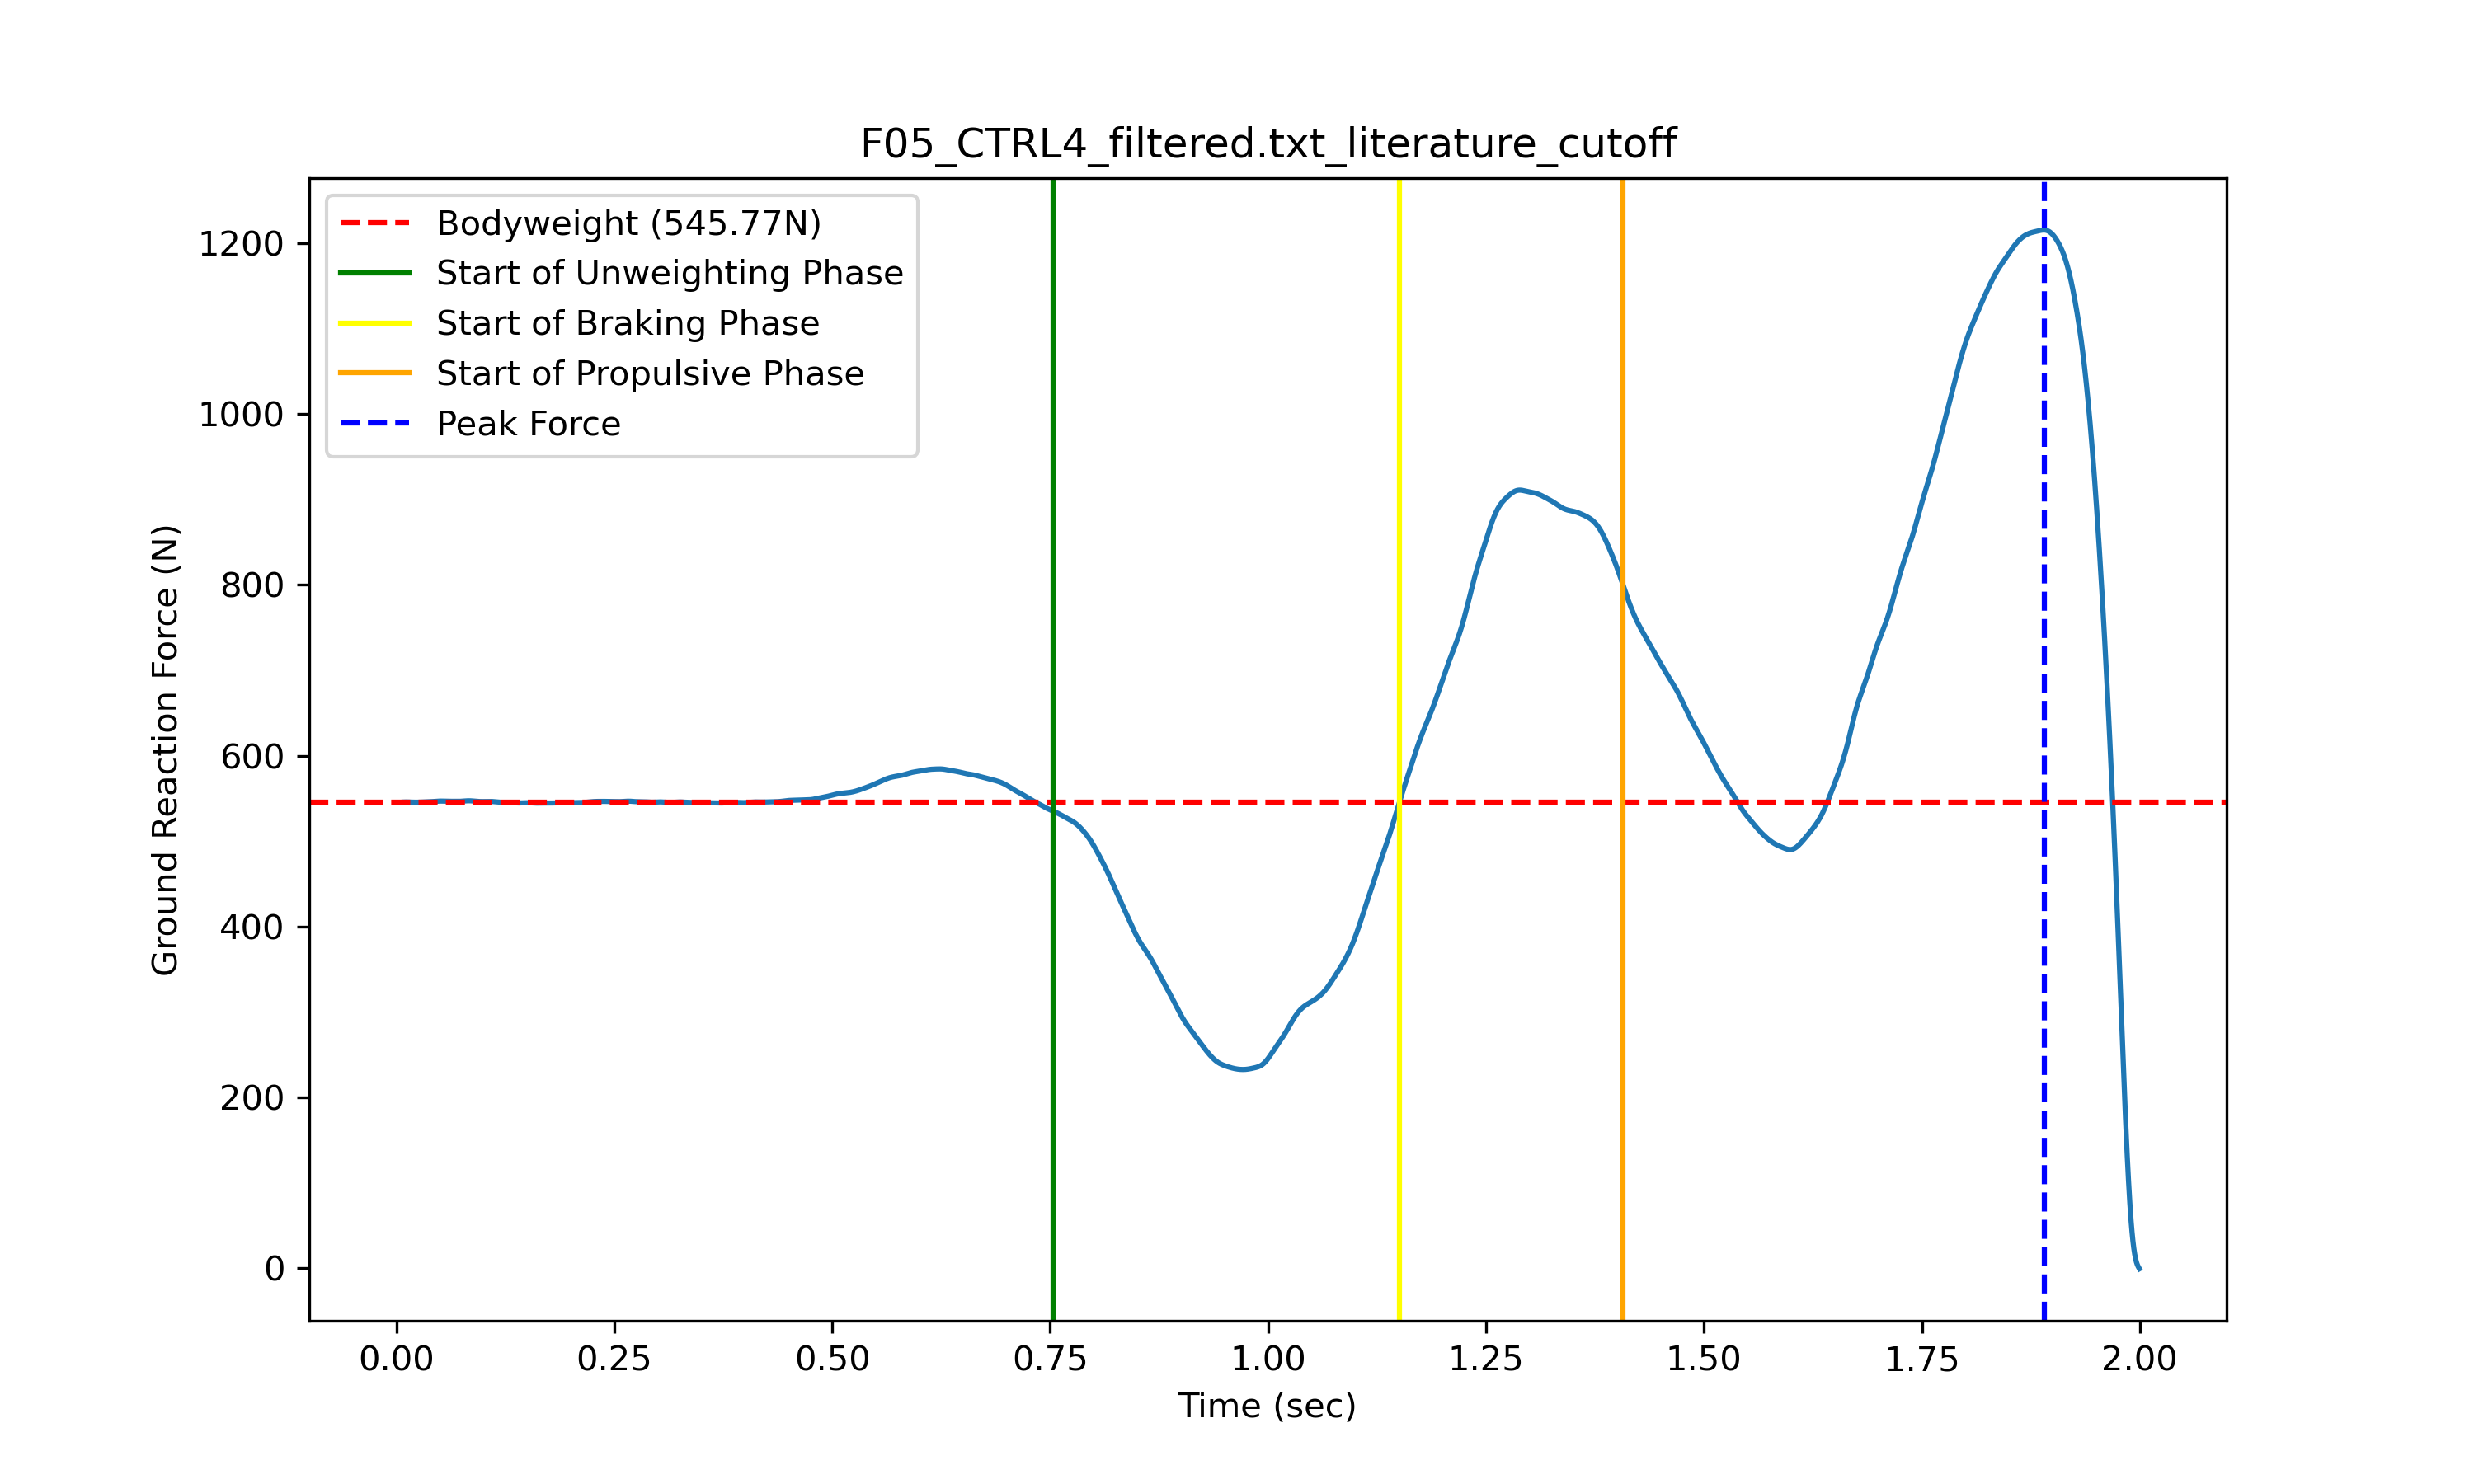 F05_CTRL4_filtered.txt_literature_cutoff
Bodyweight (545.77N)
Start of Unweighting Phase
Start of Braking Phase
Start of Propulsive Phase
Peak Force
Ground Reaction Force (N)
1200
1000
800
600
400
200
0
0.00 0.25 0.50 0.75 1.00 1.25 1.50 1.75 2.00
Time (sec)